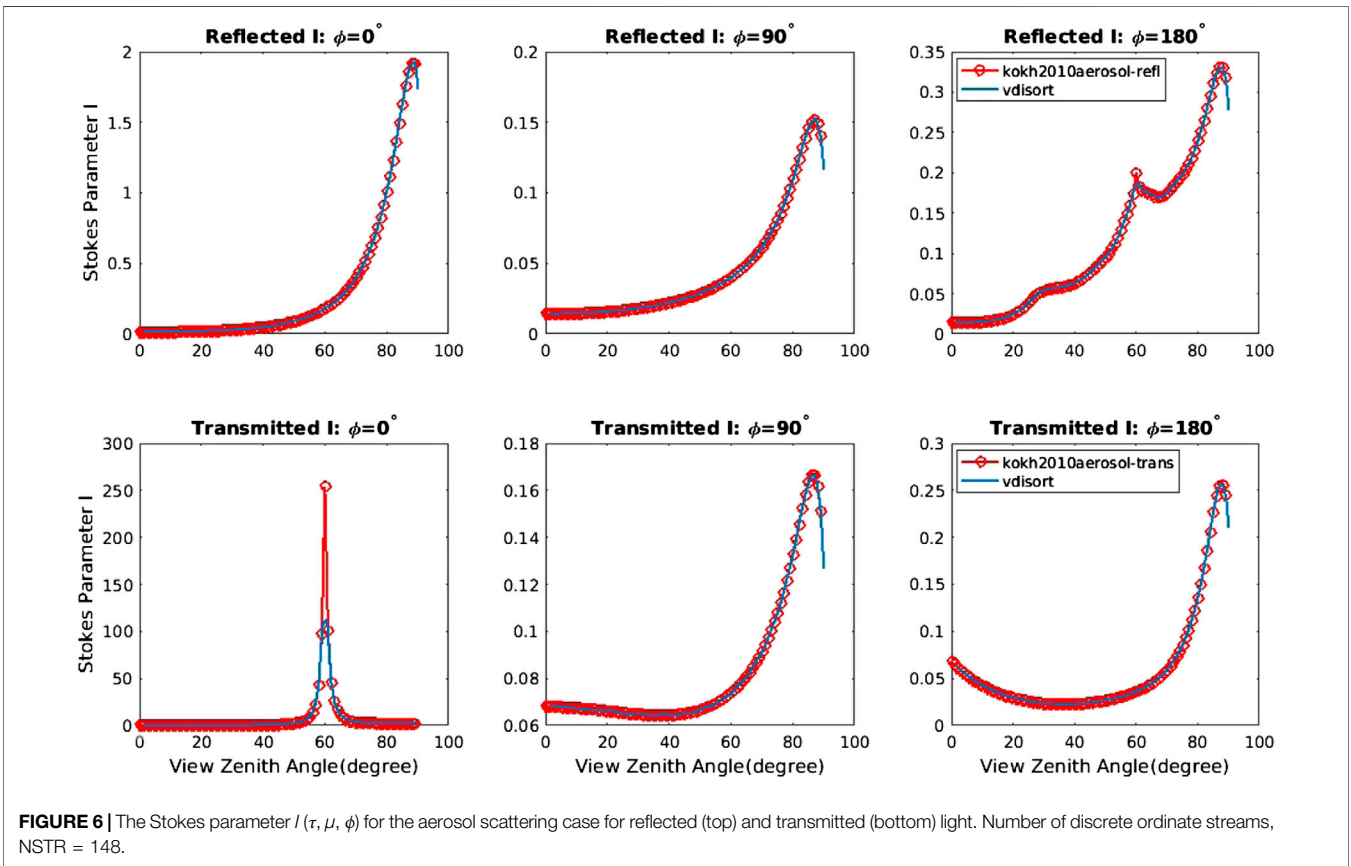 Reflected I: ϕ=0°
Reflected I: ϕ=90°
Reflected I: ϕ=180°
Stokes Parameter I
2
1.5
1
0.5
0
0 20 40 60 80 100
0.2
0.15
0.1
0.05
0
0 20 40 60 80 100
0.35
0.3
0.25
0.2
0.15
0.1
0.05
0
0 20 40 60 80 100
kokh2010aerosol-refl
vdisort
Transmitted I: ϕ=0°
Transmitted I: ϕ=90°
Transmitted I: ϕ=180°
Stokes Parameter I
300
250
200
150
100
50
0
0 20 40 60 80 100
View Zenith Angle(degree)
0.18
0.16
0.14
0.12
0.1
0.08
0.06
0 20 40 60 80 100
View Zenith Angle(degree)
0.3
0.25
0.2
0.15
0.1
0.05
0
0 20 40 60 80 100
View Zenith Angle(degree)
kokh2010aerosol-trans
vdisort
FIGURE 6 | The Stokes parameter I (τ, μ, ϕ) for the aerosol scattering case for reflected (top) and transmitted (bottom) light. Number of discrete ordinate streams,
NSTR = 148.